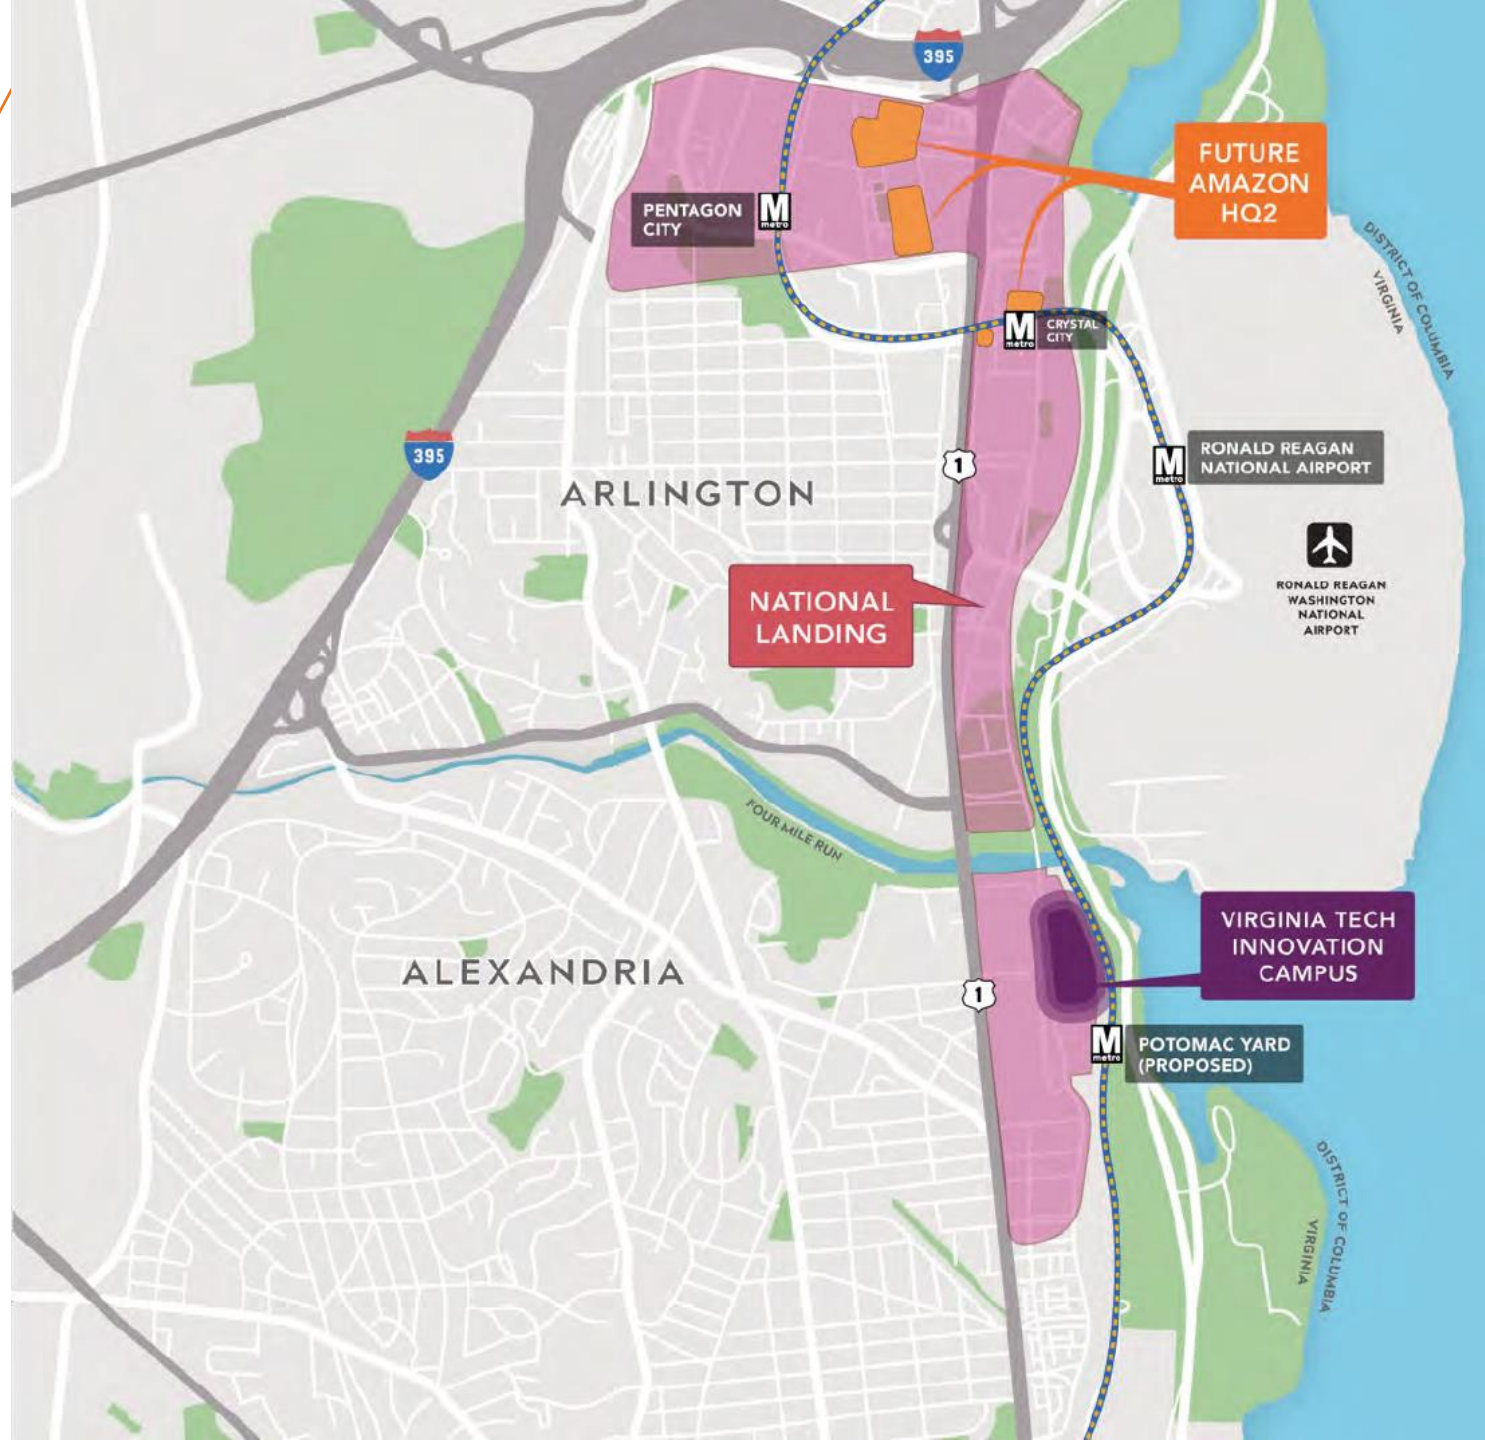 395
FUTURE
AMAZON
HQ2
PENTAGON
CITY
M
metro
DISTRICT OF COLUMBIA
VIRGINIA
M
metro
CRYSTAL
CITY
395
1
M
metro
RONALD REAGAN
NATIONAL AIRPORT
ARLINGTON
RONALD REAGAN
WASHINGTON
NATIONAL
AIRPORT
NATIONAL
LANDING
FOUR MILE RUN
VIRGINIA TECH
INNOVATION
CAMPUS
ALEXANDRIA
1
M
metro
POTOMAC YARD
(PROPOSED)
DISTRICT OF COLUMBIA
VIRGINIA